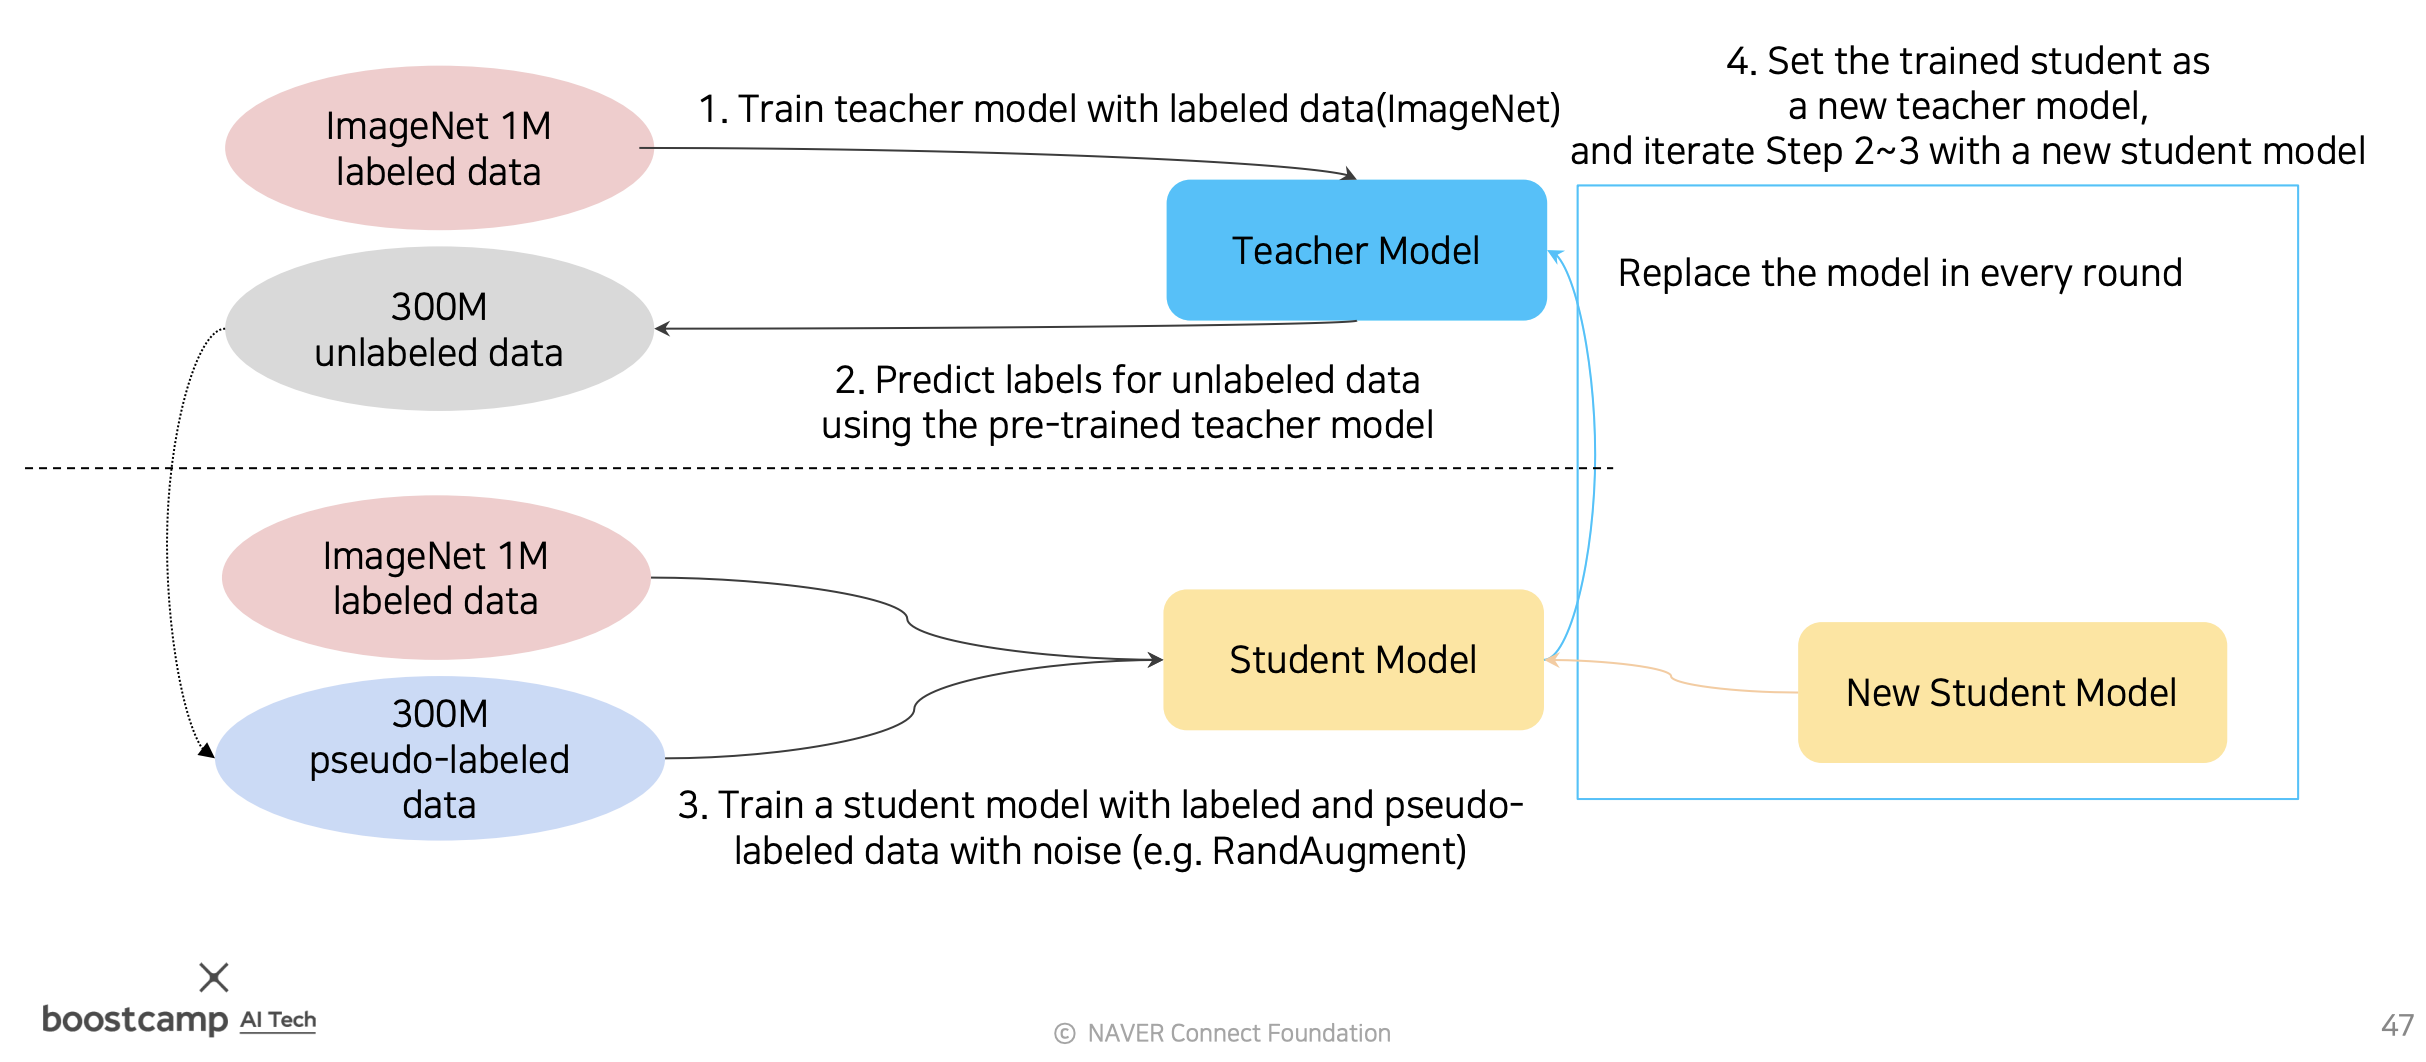 ImageNet 1M
labeled data
1. Train teacher model with labeled data(ImageNet)
4. Set the trained student as
a new teacher model,
and iterate Step 2~3 with a new student model
Teacher Model
Replace the model in every round
300M
unlabeled data
2. Predict labels for unlabeled data
using the pre-trained teacher model
ImageNet 1M
labeled data
Student Model
New Student Model
300M
pseudo-labeled
data
3. Train a student model with labeled and pseudo-
labeled data with noise (e.g. RandAugment)
boostcamp AI Tech
© NAVER Connect Foundation
47